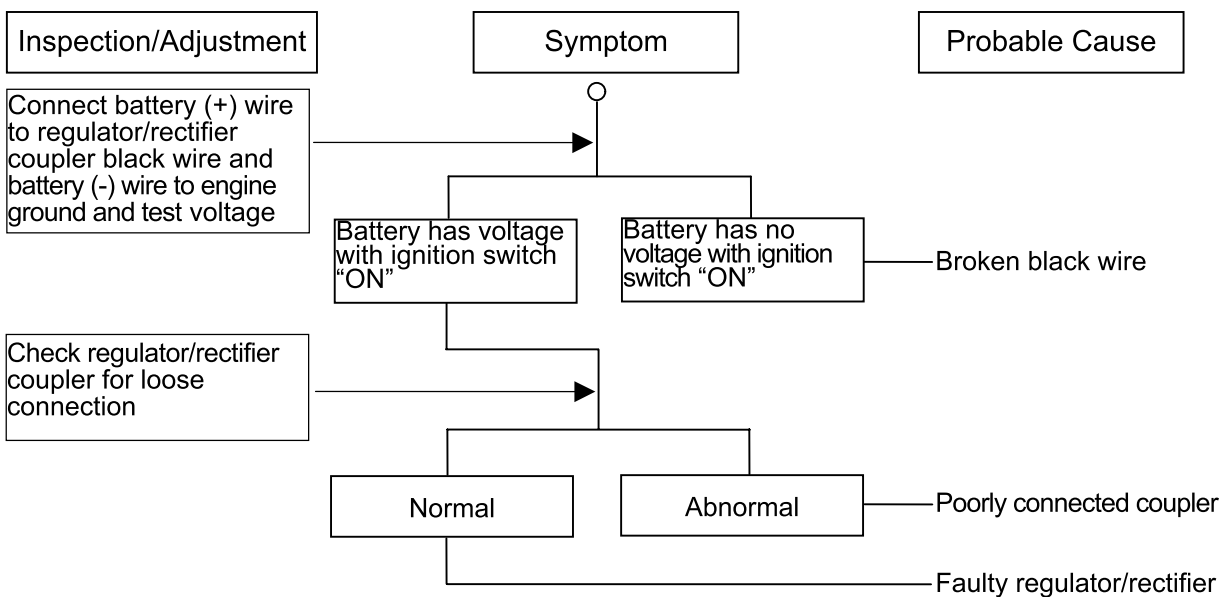 Inspection/Adjustment
Symptom
Probable Cause
Connect battery (+) wire
to regulator/rectifier
coupler black wire and
battery (-) wire to engine
ground and test voltage
Battery has voltage
with ignition switch
“ON”
Battery has no
voltage with ignition
switch “ON”
Broken black wire
Check regulator/rectifier
coupler for loose
connection
Normal
Abnormal
Poorly connected coupler
Faulty regulator/rectifier